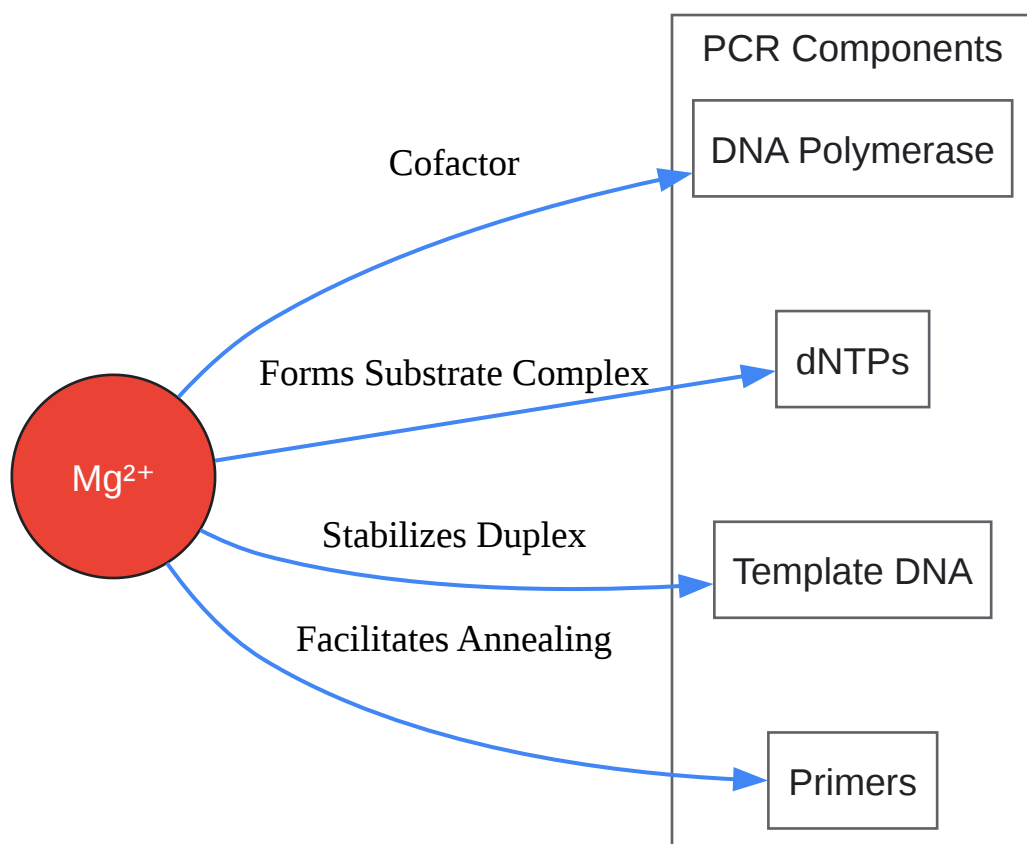 PCR Components
Cofactor
DNA Polymerase
Forms Substrate Complex
dNTPs
Mg²⁺
Stabilizes Duplex
Template DNA
Facilitates Annealing
Primers